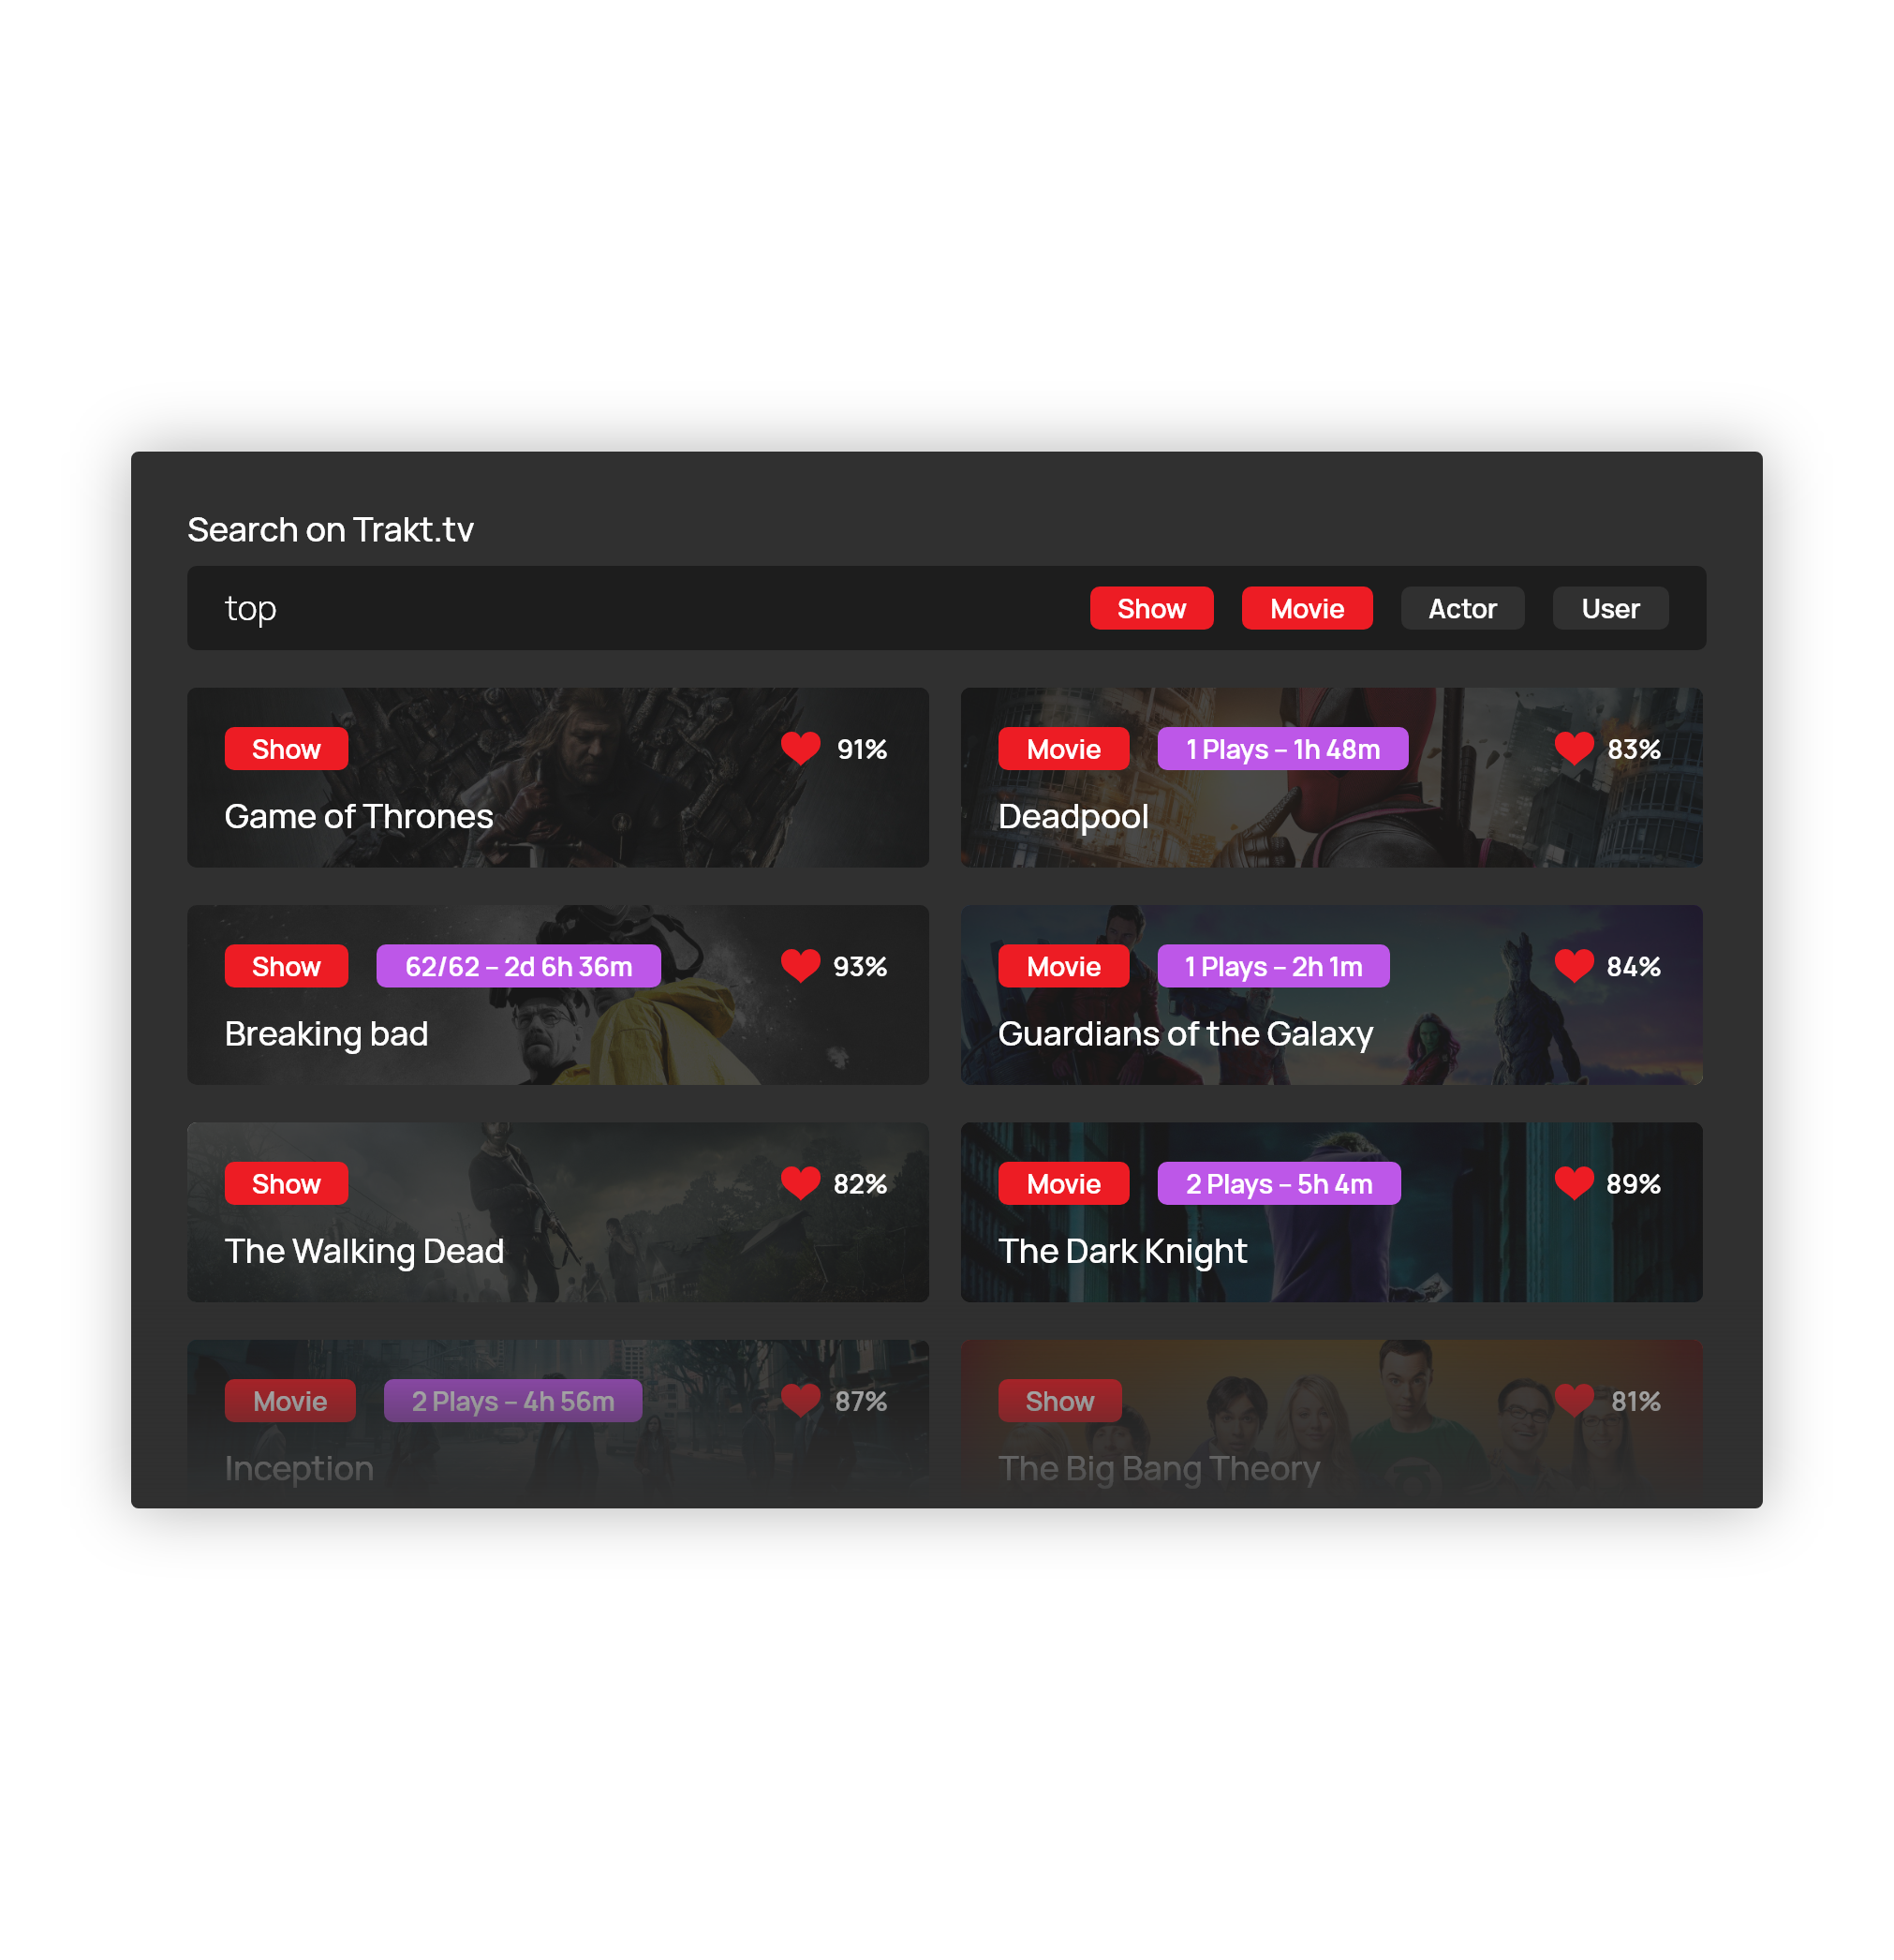 Search on Trakt.tv
top Show Movie Actor User
Show 91%
Game of Thrones
Movie 1 Plays – 1h 48m 83%
Deadpool
Show 62/62 – 2d 6h 36m 93%
Breaking bad
Movie 1 Plays – 2h 1m 84%
Guardians of the Galaxy
Show 82%
The Walking Dead
Movie 2 Plays – 5h 4m 89%
The Dark Knight
Movie 2 Plays – 4h 56m 87%
Inception
Show 81%
The Big Bang Theory